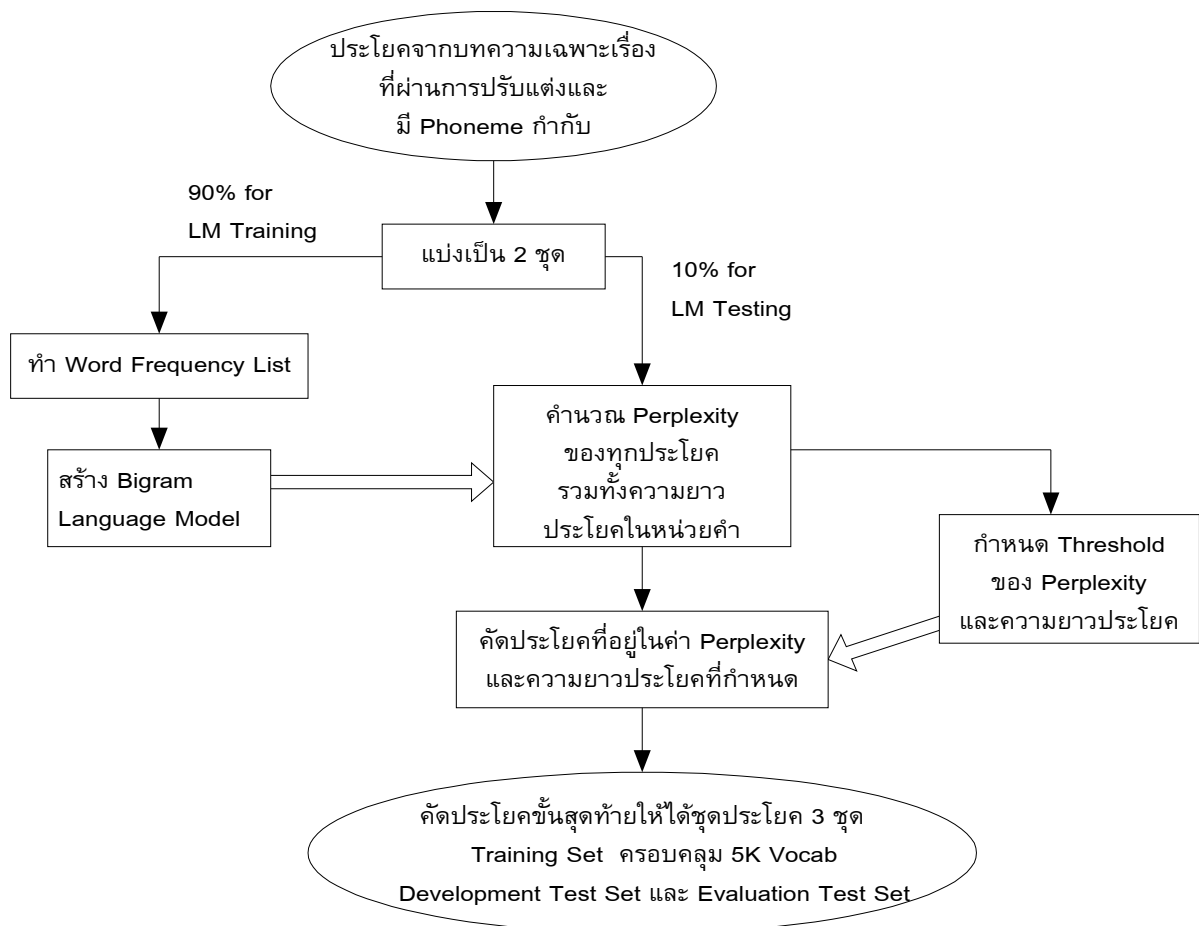 ประโยคจากบทความเฉพาะเรื่อง
ที่ผ่านการปรับแต่งและ
มี Phoneme กำกับ
90% for
LM Training
แบ่งเป็น 2 ชุด
10% for
LM Testing
ทำ Word Frequency List
คำนวณ Perplexity
ของทุกประโยค
รวมทั้งความยาว
ประโยคในหน่วยคำ
สร้าง Bigram
Language Model
กำหนด Threshold
ของ Perplexity
และความยาวประโยค
คัดประโยคที่อยู่ในค่า Perplexity
และความยาวประโยคที่กำหนด
คัดประโยคขั้นสุดท้ายให้ได้ชุดประโยค 3 ชุด
Training Set ครอบคลุม 5K Vocab
Development Test Set และ Evaluation Test Set